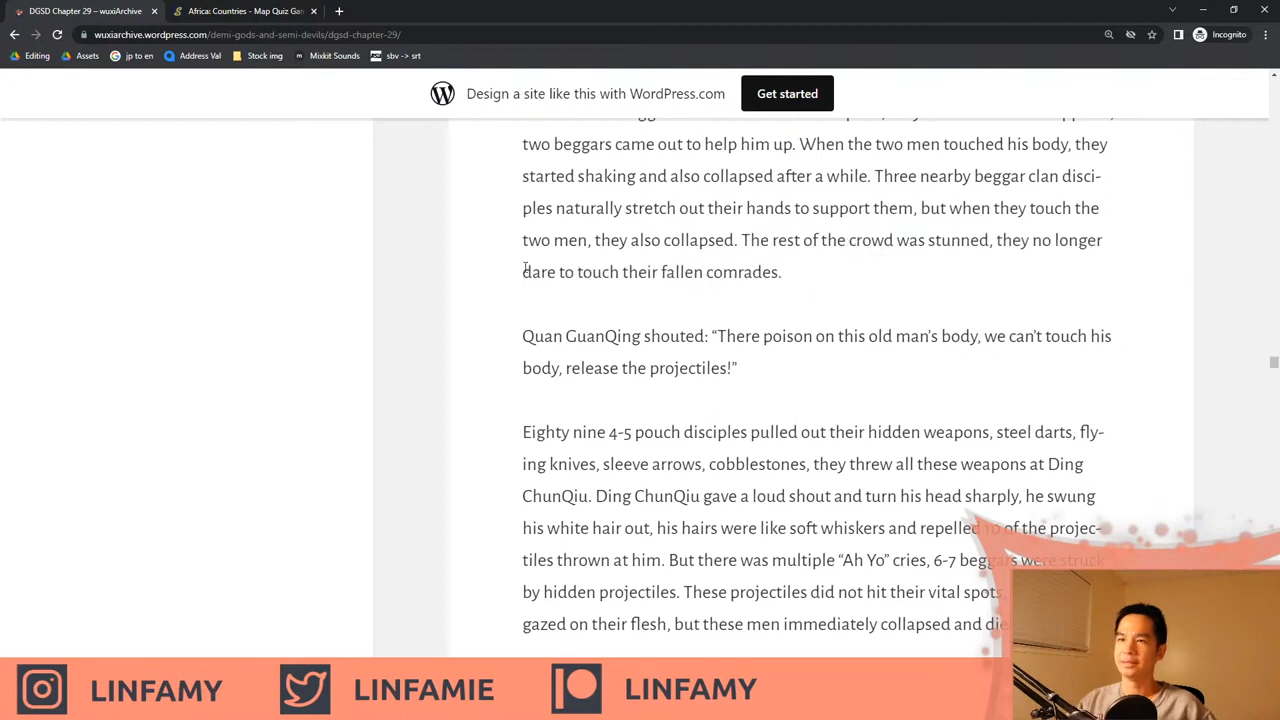 DGSD Chapter 29 – wuxiArchive
Africa: Countries - Map Quiz Gam
wuxiarchive.wordpress.com/demi-gods-and-semi-devils/dgsd-chapter-29/
Incognito
Editing
Assets
jp to en
Address Val
Stock img
Mixkit Sounds
sbv -> srt
Design a site like this with WordPress.com
Get started
two beggars came out to help him up. When the two men touched his body, they
started shaking and also collapsed after a while. Three nearby beggar clan disci-
ples naturally stretch out their hands to support them, but when they touch the
two men, they also collapsed. The rest of the crowd was stunned, they no longer
dare to touch their fallen comrades.
Quan GuanQing shouted: “There poison on this old man’s body, we can’t touch his
body, release the projectiles!”
Eighty nine 4-5 pouch disciples pulled out their hidden weapons, steel darts, fly-
ing knives, sleeve arrows, cobblestones, they threw all these weapons at Ding
ChunQiu. Ding ChunQiu gave a loud shout and turn his head sharply, he swung
his white hair out, his hairs were like soft whiskers and repelled 10 of the projec-
tiles thrown at him. But there was multiple “Ah Yo” cries, 6-7 beggars were struck
by hidden projectiles. These projectiles did not hit their vital spots,
gazed on their flesh, but these men immediately collapsed and die
LINFAMY
LINFAMIE
LINFAMY